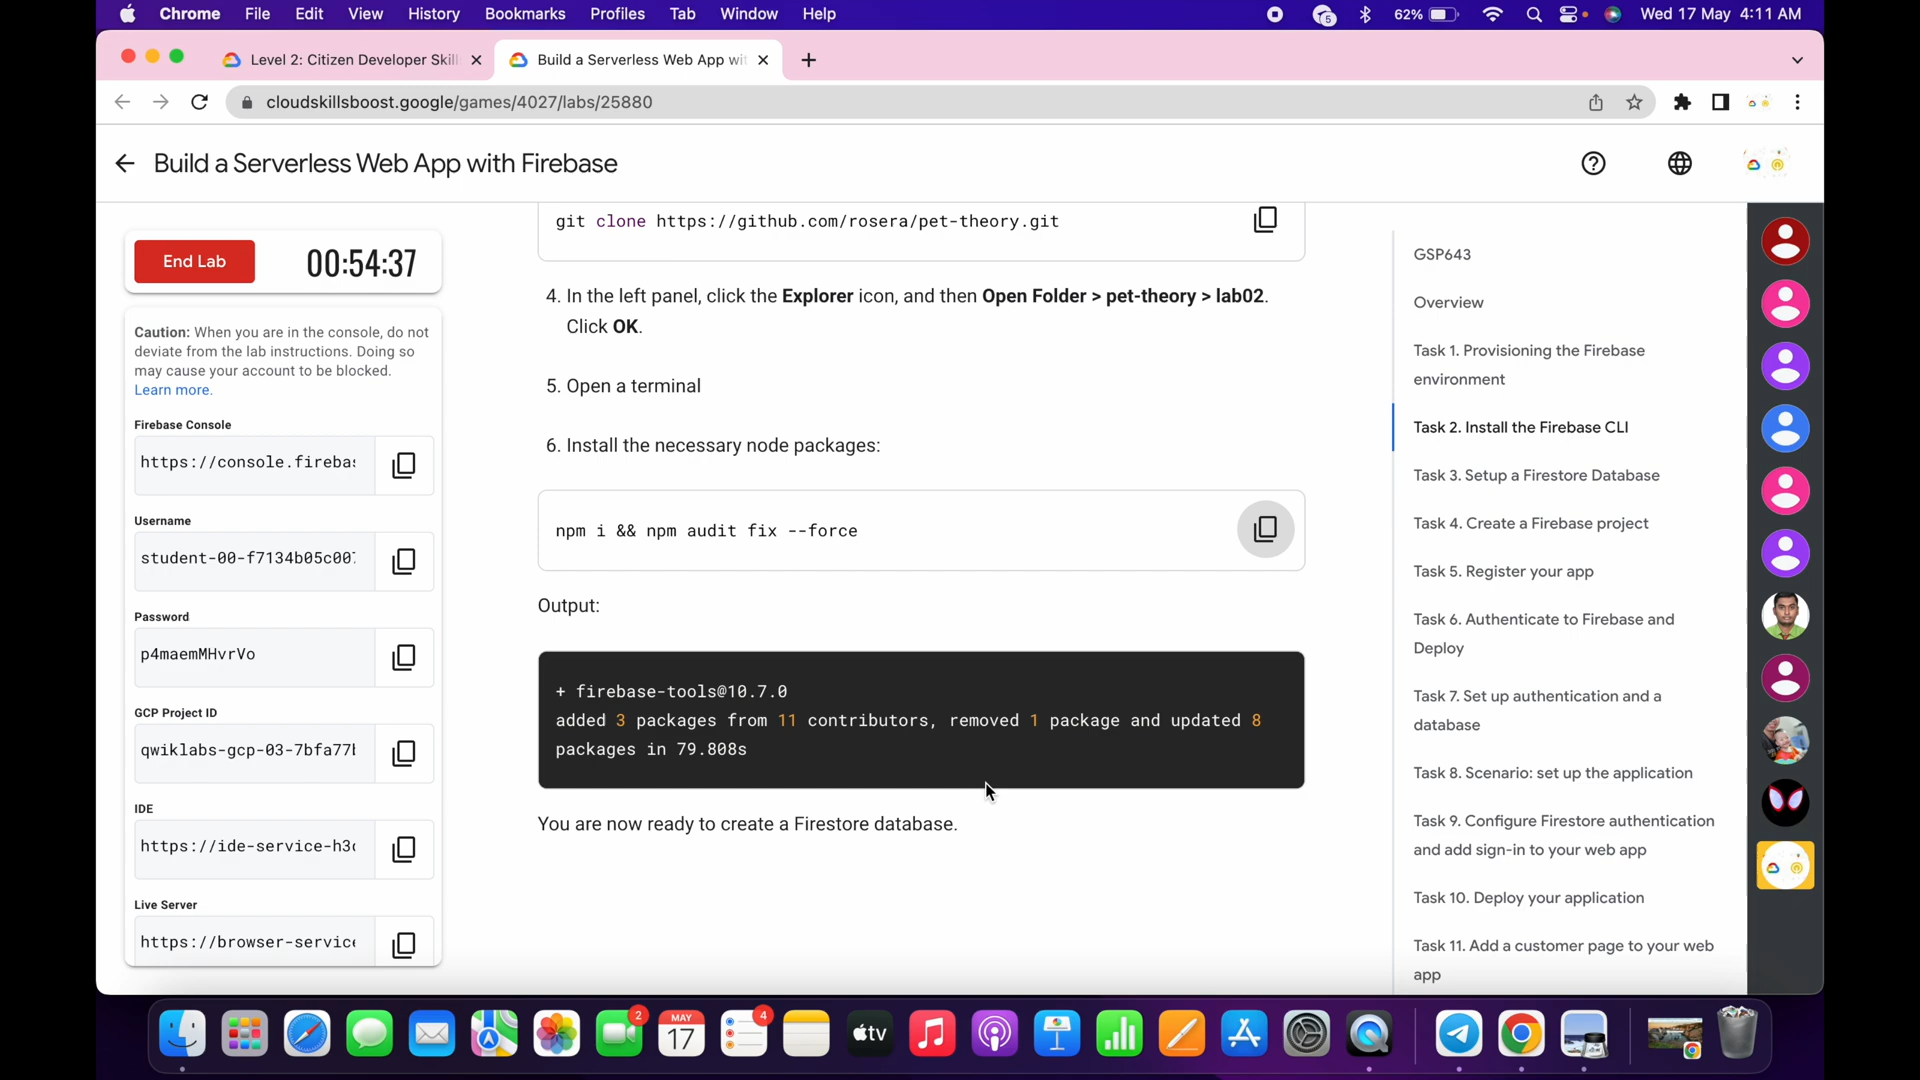 Chrome File Edit View History Bookmarks Profiles Tab Window Help 5 62% Wed 17 May 4:11 AM
Level 2: Citizen Developer Skil
Build a Serverless Web App wit
cloudskillsboost.google/games/4027/labs/25880
Build a Serverless Web App with Firebase
End Lab
00:54:37
Caution: When you are in the console, do not
deviate from the lab instructions. Doing so
may cause your account to be blocked.
Learn more.
Firebase Console
https://console.fireba
Username
student-00-f7134b05c00
Password
p4maemMHvrVo
GCP Project ID
qwiklabs-gcp-03-7bfa77
IDE
https://ide-service-h3
Live Server
https://browser-service
git clone https://github.com/rosera/pet-theory.git
4. In the left panel, click the Explorer icon, and then Open Folder > pet-theory > lab02.
Click OK.
5. Open a terminal
6. Install the necessary node packages:
npm i && npm audit fix --force
Output:
+ firebase-tools@10.7.0
added 3 packages from 11 contributors, removed 1 package and updated 8
packages in 79.808s
You are now ready to create a Firestore database.
GSP643
Overview
Task 1. Provisioning the Firebase
environment
Task 2. Install the Firebase CLI
Task 3. Setup a Firestore Database
Task 4. Create a Firebase project
Task 5. Register your app
Task 6. Authenticate to Firebase and
Deploy
Task 7. Set up authentication and a
database
Task 8. Scenario: set up the application
Task 9. Configure Firestore authentication
and add sign-in to your web app
Task 10. Deploy your application
Task 11. Add a customer page to your web
app
2
MAY
17
4
tv